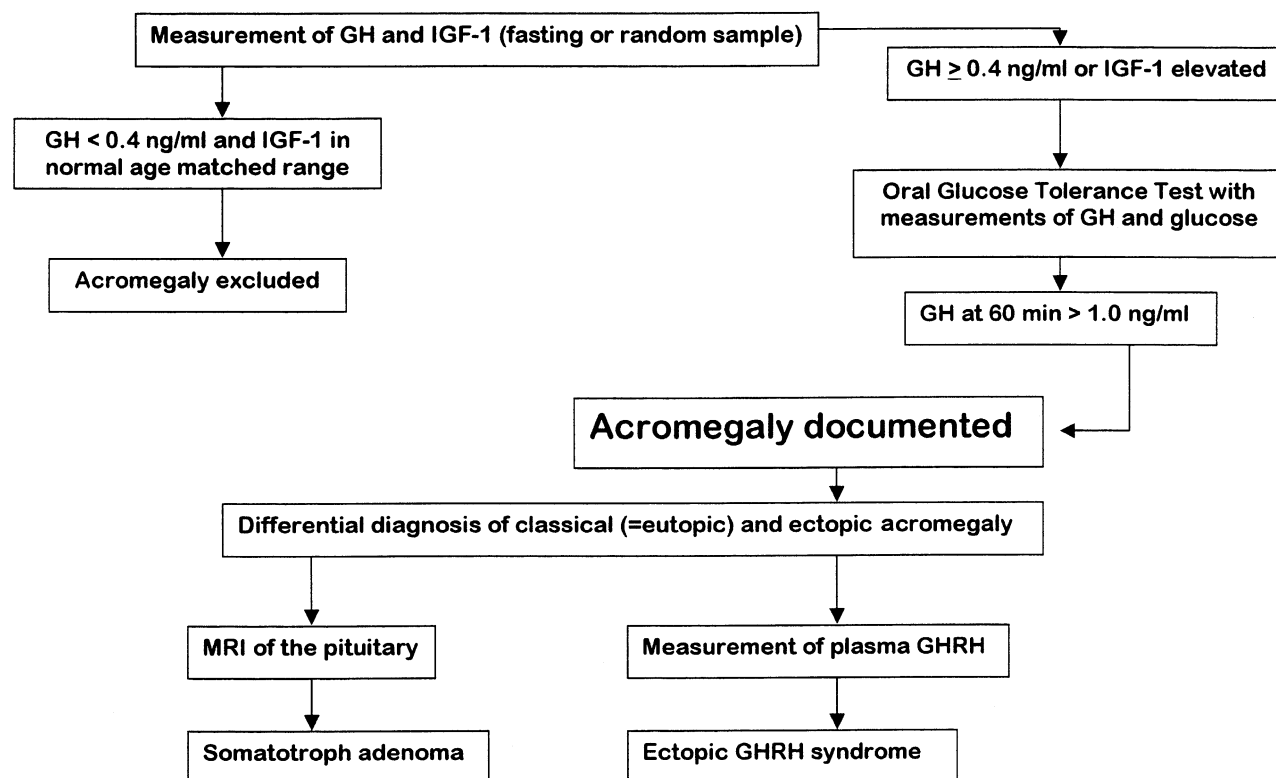 Measurement of GH and IGF-1 (fasting or random sample)
GH ≥ 0.4 ng/ml or IGF-1 elevated
GH < 0.4 ng/ml and IGF-1 in
normal age matched range
Oral Glucose Tolerance Test with
measurements of GH and glucose
Acromegaly excluded
GH at 60 min > 1.0 ng/ml
Acromegaly documented
Differential diagnosis of classical (=eutopic) and ectopic acromegaly
MRI of the pituitary
Measurement of plasma GHRH
Somatotroph adenoma
Ectopic GHRH syndrome